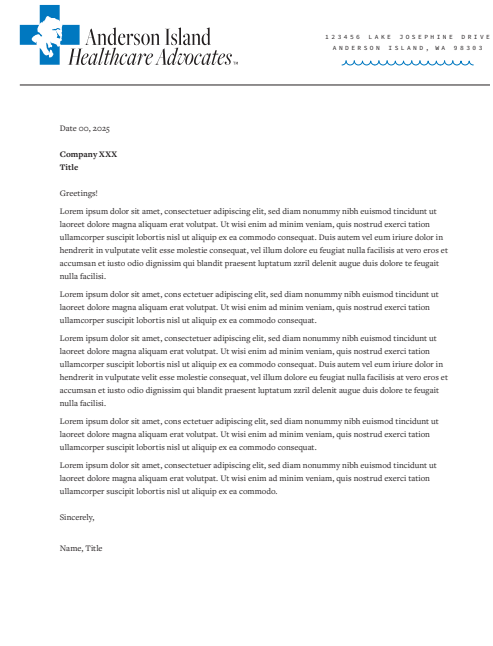 Anderson Island
Healthcare Advocates™
123456 LAKE JOSEPHINE DRIVE
ANDERSON ISLAND, WA 98303
Date 00, 2025
Company XXX
Title
Greetings!
Lorem ipsum dolor sit amet, consectetuer adipiscing elit, sed diam nonummy nibh euismod tincidunt ut
laoreet dolore magna aliquam erat volutpat. Ut wisi enim ad minim veniam, quis nostrud exerci tation
ullamcorper suscipit lobortis nisl ut aliquip ex ea commodo consequat. Duis autem vel eum iriure dolor in
hendrerit in vulputate velit esse molestie consequat, vel illum dolore eu feugiat nulla facilisis at vero eros et
accumsan et iusto odio dignissim qui blandit praesent luptatum zzril delenit augue duis dolore te feugait
nulla facilisi.
Lorem ipsum dolor sit amet, cons ectetuer adipiscing elit, sed diam nonummy nibh euismod tincidunt ut
laoreet dolore magna aliquam erat volutpat. Ut wisi enim ad minim veniam, quis nostrud exerci tation
ullamcorper suscipit lobortis nisl ut aliquip ex ea commodo consequat.
Lorem ipsum dolor sit amet, consectetuer adipiscing elit, sed diam nonummy nibh euismod tincidunt ut
laoreet dolore magna aliquam erat volutpat. Ut wisi enim ad minim veniam, quis nostrud exerci tation
ullamcorper suscipit lobortis nisl ut aliquip ex ea commodo consequat. Duis autem vel eum iriure dolor in
hendrerit in vulputate velit esse molestie consequat, vel illum dolore eu feugiat nulla facilisis at vero eros et
accumsan et iusto odio dignissim qui blandit praesent luptatum zzril delenit augue duis dolore te feugait
nulla facilisi.
Lorem ipsum dolor sit amet, cons ectetuer adipiscing elit, sed diam nonummy nibh euismod tincidunt ut
laoreet dolore magna aliquam erat volutpat. Ut wisi enim ad minim veniam, quis nostrud exerci tation
ullamcorper suscipit lobortis nisl ut aliquip ex ea commodo consequat.
Lorem ipsum dolor sit amet, consectetuer adipiscing elit, sed diam nonummy nibh euismod tincidunt ut
laoreet dolore magna aliquam erat volutpat. Ut wisi enim ad minim veniam, quis nostrud exerci tation
ullamcorper suscipit lobortis nisl ut aliquip ex ea commodo.
Sincerely,
Name, Title